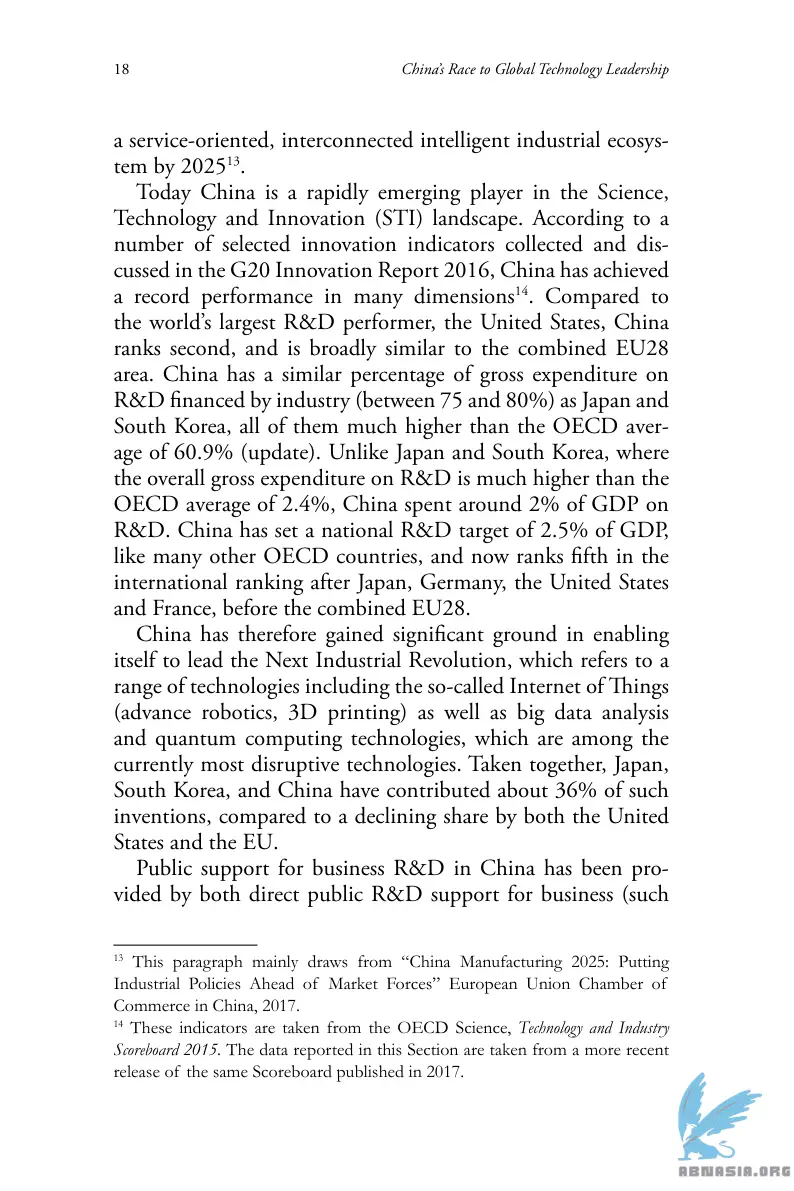 18
China's Race to Global Technology Leadership
a service-oriented, interconnected intelligent industrial ecosys-
tem by 2025¹³.
Today China is a rapidly emerging player in the Science,
Technology and Innovation (STI) landscape. According to a
number of selected innovation indicators collected and dis-
cussed in the G20 Innovation Report 2016, China has achieved
a record performance in many dimensions¹⁴. Compared to
the world's largest R&D performer, the United States, China
ranks second, and is broadly similar to the combined EU28
area. China has a similar percentage of gross expenditure on
R&D financed by industry (between 75 and 80%) as Japan and
South Korea, all of them much higher than the OECD aver-
age of 60.9% (update). Unlike Japan and South Korea, where
the overall gross expenditure on R&D is much higher than the
OECD average of 2.4%, China spent around 2% of GDP on
R&D. China has set a national R&D target of 2.5% of GDP,
like many other OECD countries, and now ranks fifth in the
international ranking after Japan, Germany, the United States
and France, before the combined EU28.
China has therefore gained significant ground in enabling
itself to lead the Next Industrial Revolution, which refers to a
range of technologies including the so-called Internet of Things
(advance robotics, 3D printing) as well as big data analysis
and quantum computing technologies, which are among the
currently most disruptive technologies. Taken together, Japan,
South Korea, and China have contributed about 36% of such
inventions, compared to a declining share by both the United
States and the EU.
Public support for business R&D in China has been pro-
vided by both direct public R&D support for business (such
¹³ This paragraph mainly draws from "China Manufacturing 2025: Putting
Industrial Policies Ahead of Market Forces" European Union Chamber of
Commerce in China, 2017.
¹⁴ These indicators are taken from the OECD Science, Technology and Industry
Scoreboard 2015. The data reported in this Section are taken from a more recent
release of the same Scoreboard published in 2017.
ABNASIA.ORG